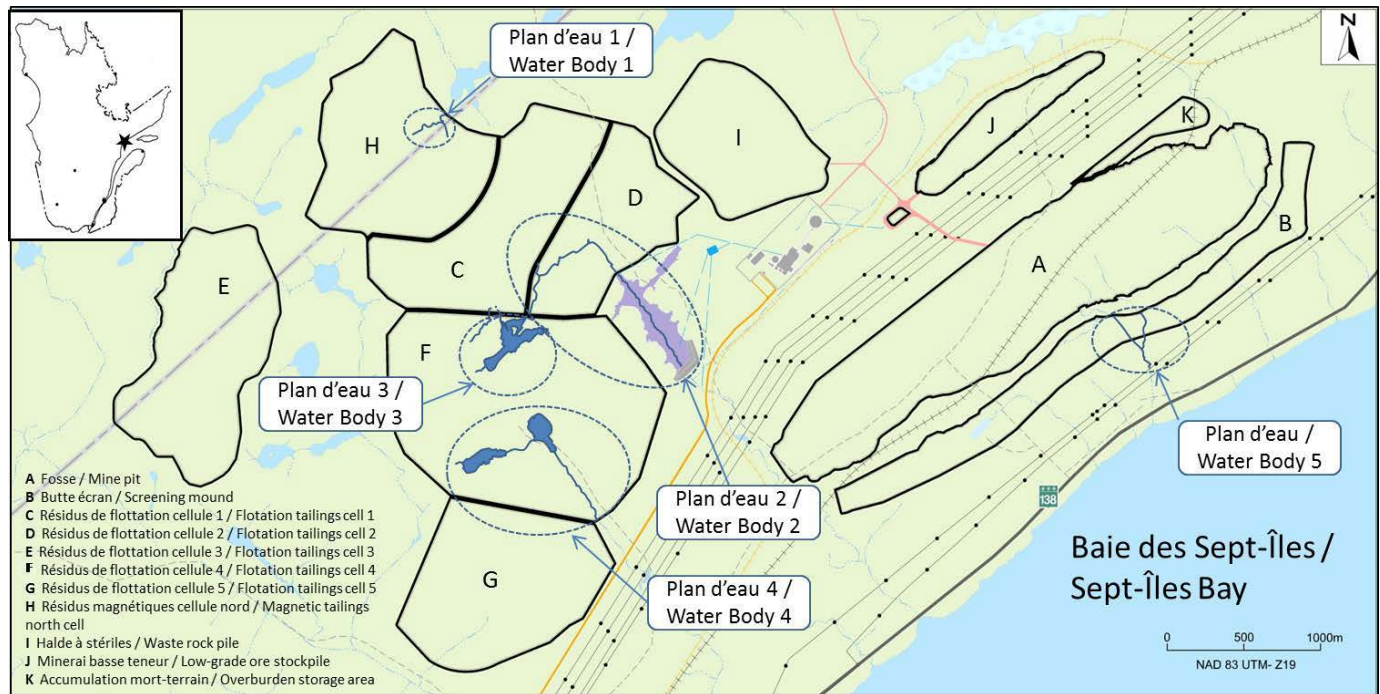 N
Plan d'eau 1 /
Water Body 1
H
I
J
K
D
B
E
C
A
F
Plan d'eau 3 /
Water Body 3
Plan d'eau /
Water Body 5
Plan d'eau 2 /
Water Body 2
138
G
Plan d'eau 4 /
Water Body 4
Baie des Sept-Îles /
Sept-Îles Bay
A Fosse / Mine pit
B Butte écran / Screening mound
C Résidus de flottation cellule 1 / Flotation tailings cell 1
D Résidus de flottation cellule 2 / Flotation tailings cell 2
E Résidus de flottation cellule 3 / Flotation tailings cell 3
F Résidus de flottation cellule 4 / Flotation tailings cell 4
G Résidus de flottation cellule 5 / Flotation tailings cell 5
H Résidus magnétiques cellule nord / Magnetic tailings
north cell
I Halde à stériles / Waste rock pile
J Minerai basse teneur / Low-grade ore stockpile
K Accumulation mort-terrain / Overburden storage area
0 500 1000m
NAD 83 UTM- Z19